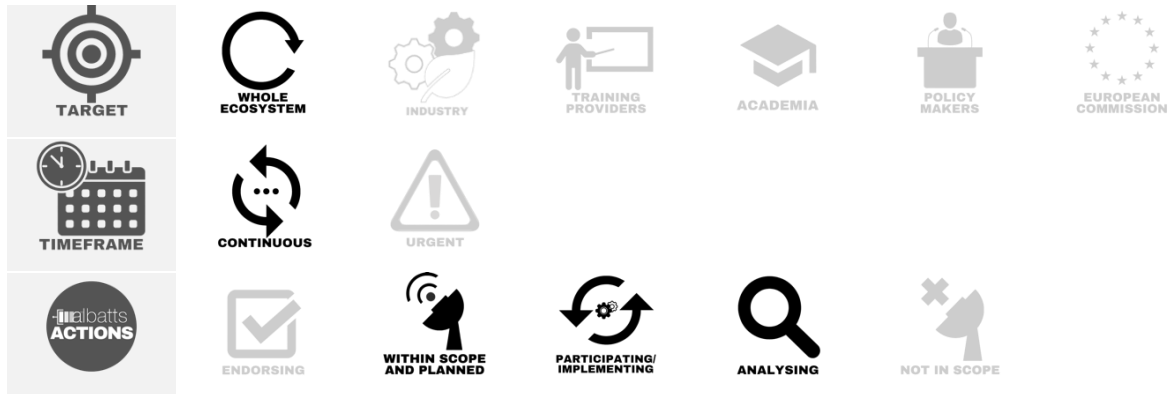 TARGET
WHOLE
ECOSYSTEM
INDUSTRY
TRAINING
PROVIDERS
ACADEMIA
POLICY
MAKERS
EUROPEAN
COMMISSION
TIMEFRAME
CONTINUOUS
URGENT
albatts
ACTIONS
ENDORSING
WITHIN SCOPE
AND PLANNED
PARTICIPATING/
IMPLEMENTING
ANALYSING
NOT IN SCOPE